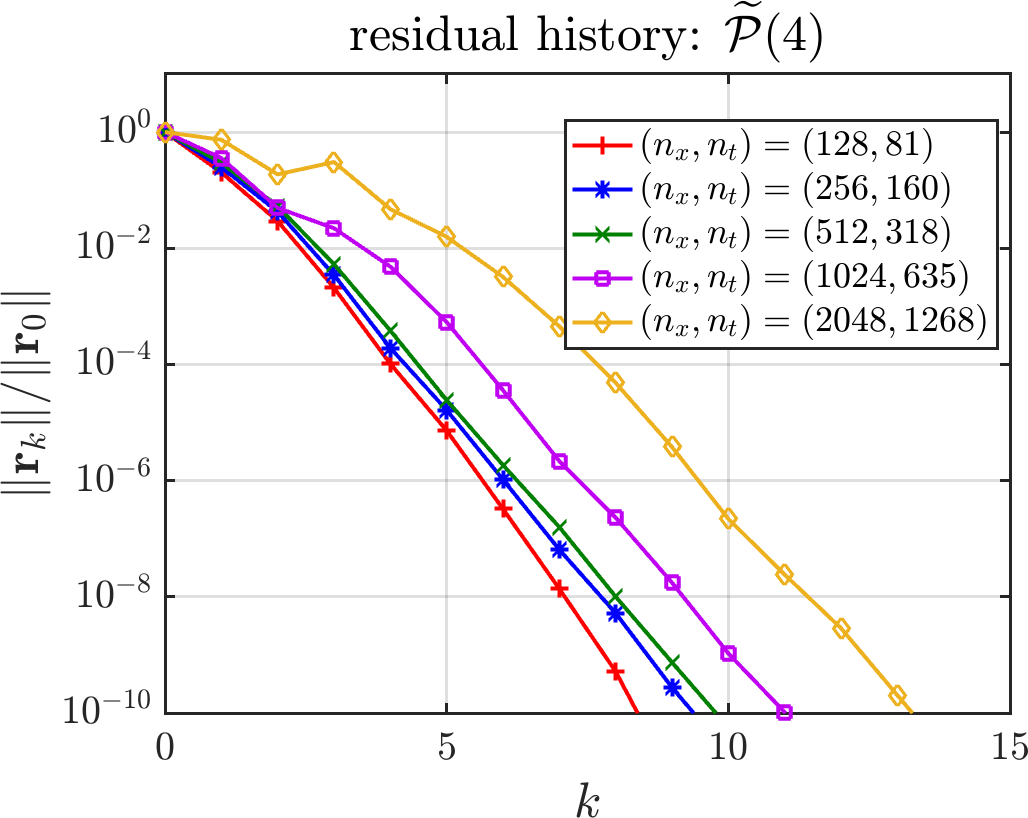 residual history: $\widetilde{\mathcal{P}}(4)$
‖r_k‖/‖r_0‖
10^0
10^{-2}
10^{-4}
10^{-6}
10^{-8}
10^{-10}
(n_x, n_t) = (128, 81)
(n_x, n_t) = (256, 160)
(n_x, n_t) = (512, 318)
(n_x, n_t) = (1024, 635)
(n_x, n_t) = (2048, 1268)
0 5 10 15
k